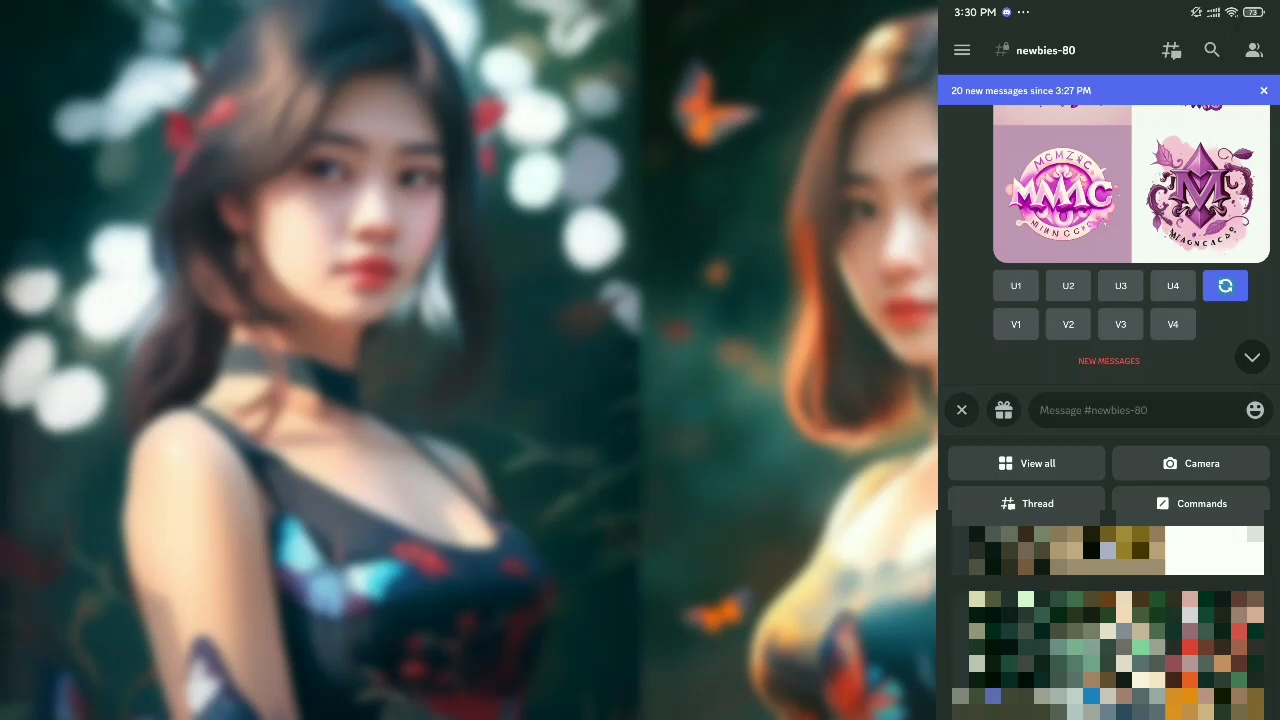 3:30 PM
73
newbies-80
20 new messages since 3:27 PM
MMC
M
U1 U2 U3 U4
V1 V2 V3 V4
NEW MESSAGES
Message #newbies-80
View all
Camera
Thread
Commands